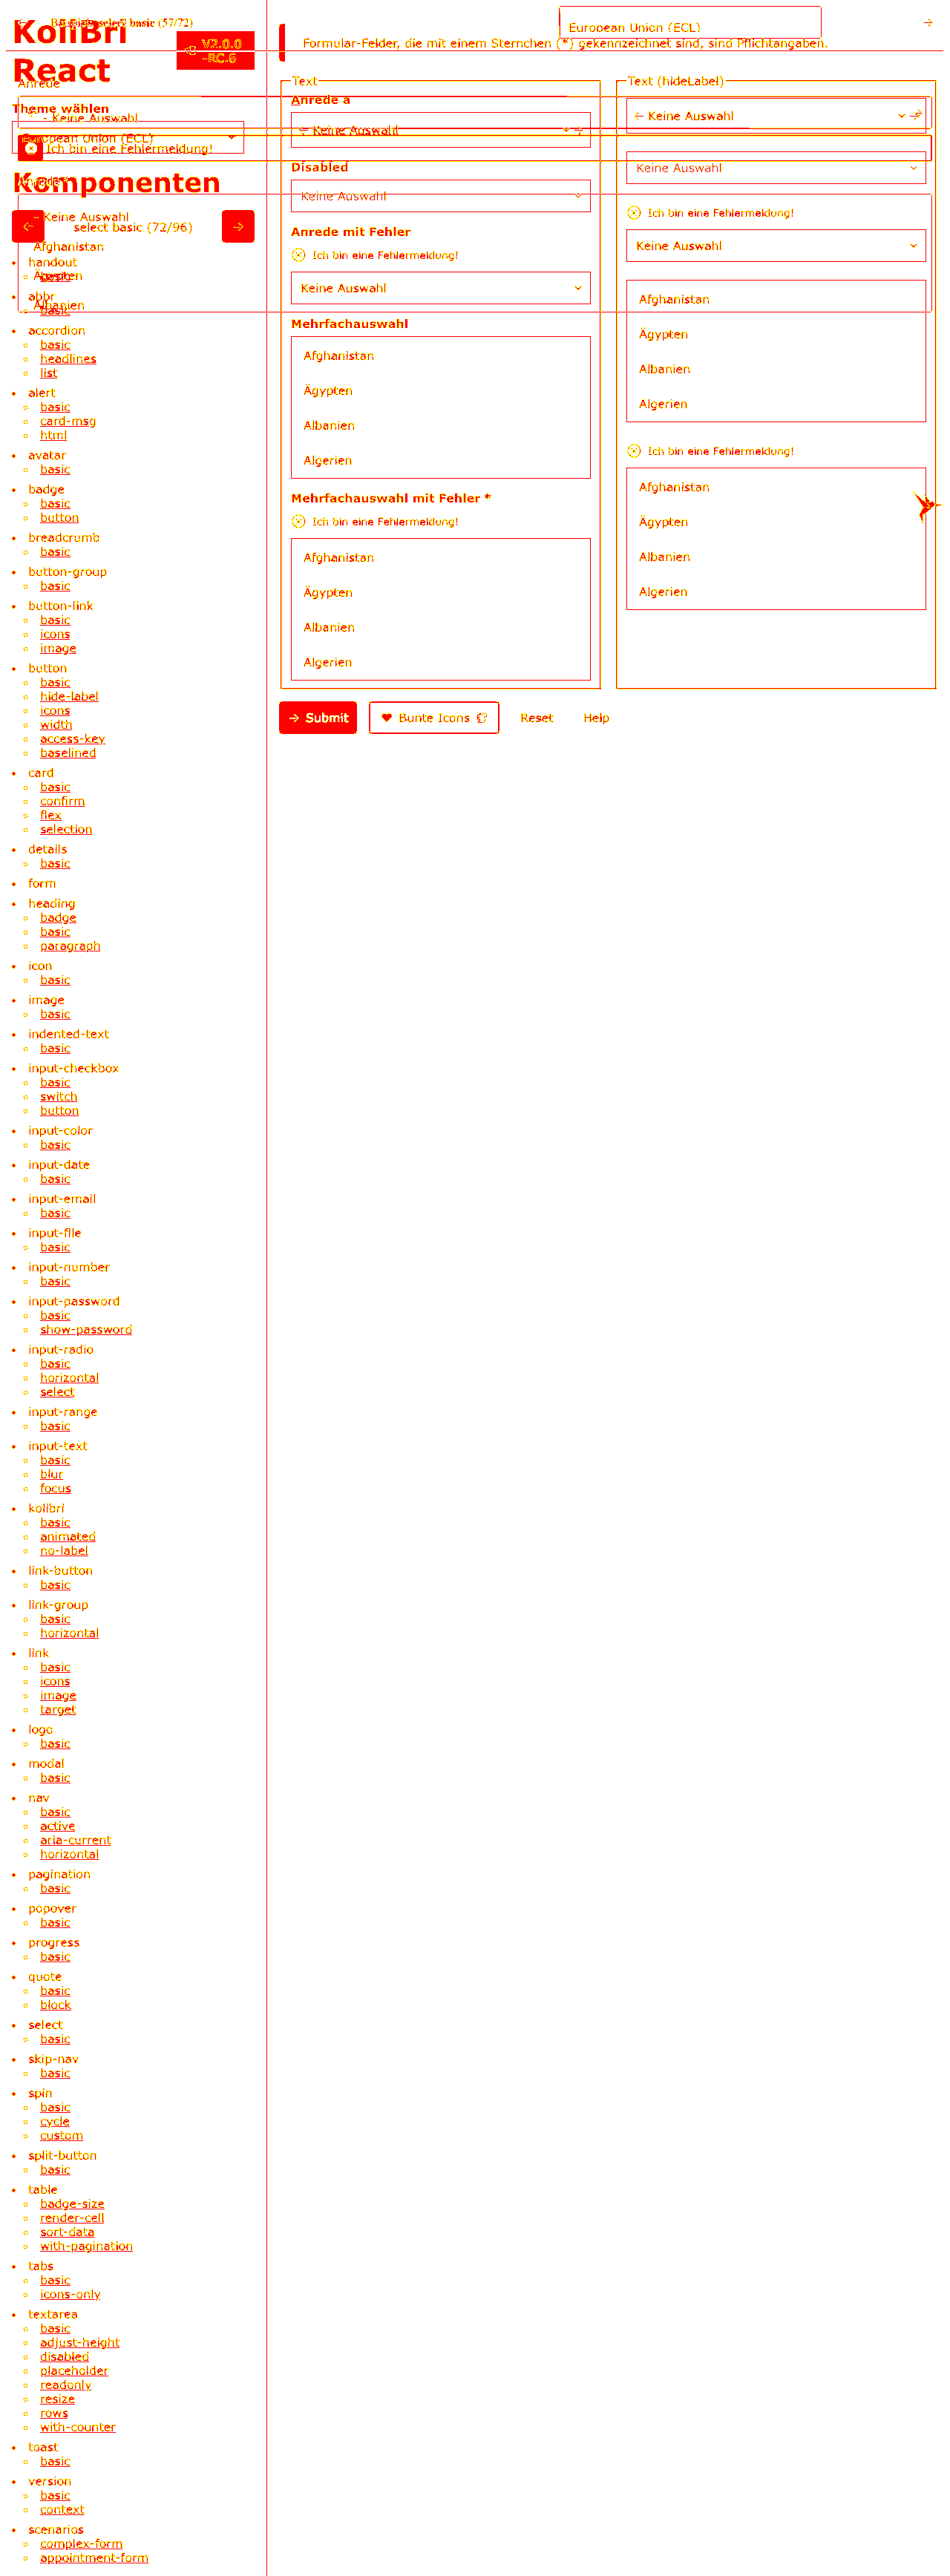 Beispiel: select basic (57/72)
KoliBri
React
V2.0.0
-RC.6
European Union (ECL)
Formular-Felder, die mit einem Sternchen (*) gekennzeichnet sind, sind Pflichtangaben.
Anrede
Theme wählen
- Keine Auswahl
European Union (ECL)
Ich bin eine Fehlermeldung!
Komponenten
- Keine Auswahl
select basic (72/96)
Afghanistan
Ägypten
Albanien
handout
basic
abbr
basic
accordion
basic
headlines
list
alert
basic
card-msg
html
avatar
basic
badge
basic
button
breadcrumb
basic
button-group
basic
button-link
basic
icons
image
button
basic
hide-label
icons
width
access-key
baselined
card
basic
confirm
flex
selection
details
basic
form
heading
badge
basic
paragraph
icon
basic
image
basic
indented-text
basic
input-checkbox
basic
switch
button
input-color
basic
input-date
basic
input-email
basic
input-file
basic
input-number
basic
input-password
basic
show-password
input-radio
basic
horizontal
select
input-range
basic
input-text
basic
blur
focus
kolibri
basic
animated
no-label
link-button
basic
link-group
basic
horizontal
link
basic
icons
image
target
logo
basic
modal
basic
nav
basic
active
aria-current
horizontal
pagination
basic
popover
basic
progress
basic
quote
basic
block
select
basic
skip-nav
basic
spin
basic
cycle
custom
split-button
basic
table
badge-size
render-cell
sort-data
with-pagination
tabs
basic
icons-only
textarea
basic
adjust-height
disabled
placeholder
readonly
resize
rows
with-counter
toast
basic
version
basic
context
scenarios
complex-form
appointment-form
Text
Anrede a
Keine Auswahl
Disabled
Keine Auswahl
Anrede mit Fehler
Ich bin eine Fehlermeldung!
Keine Auswahl
Mehrfachauswahl
Afghanistan
Ägypten
Albanien
Algerien
Mehrfachauswahl mit Fehler *
Ich bin eine Fehlermeldung!
Afghanistan
Ägypten
Albanien
Algerien
Text (hideLabel)
Keine Auswahl
Keine Auswahl
Ich bin eine Fehlermeldung!
Keine Auswahl
Afghanistan
Ägypten
Albanien
Algerien
Ich bin eine Fehlermeldung!
Afghanistan
Ägypten
Albanien
Algerien
Submit
Bunte Icons
Reset
Help